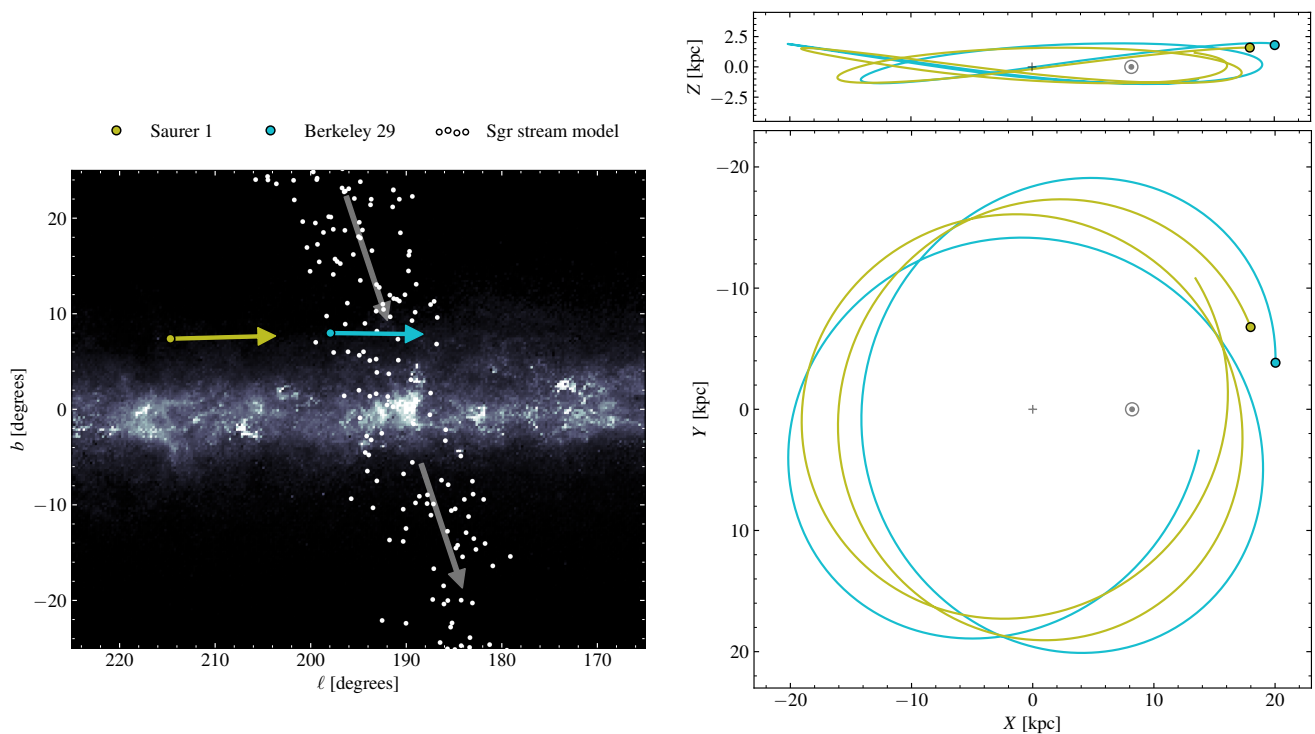 Saurer 1 Berkeley 29 Sgr stream model
20
10
0
−10
−20
b [degrees]
220 210 200 190 180 170
ℓ [degrees]
2.5
0.0
−2.5
Z [kpc]
−20
−10
0
10
20
Y [kpc]
−20 −10 0 10 20
X [kpc]